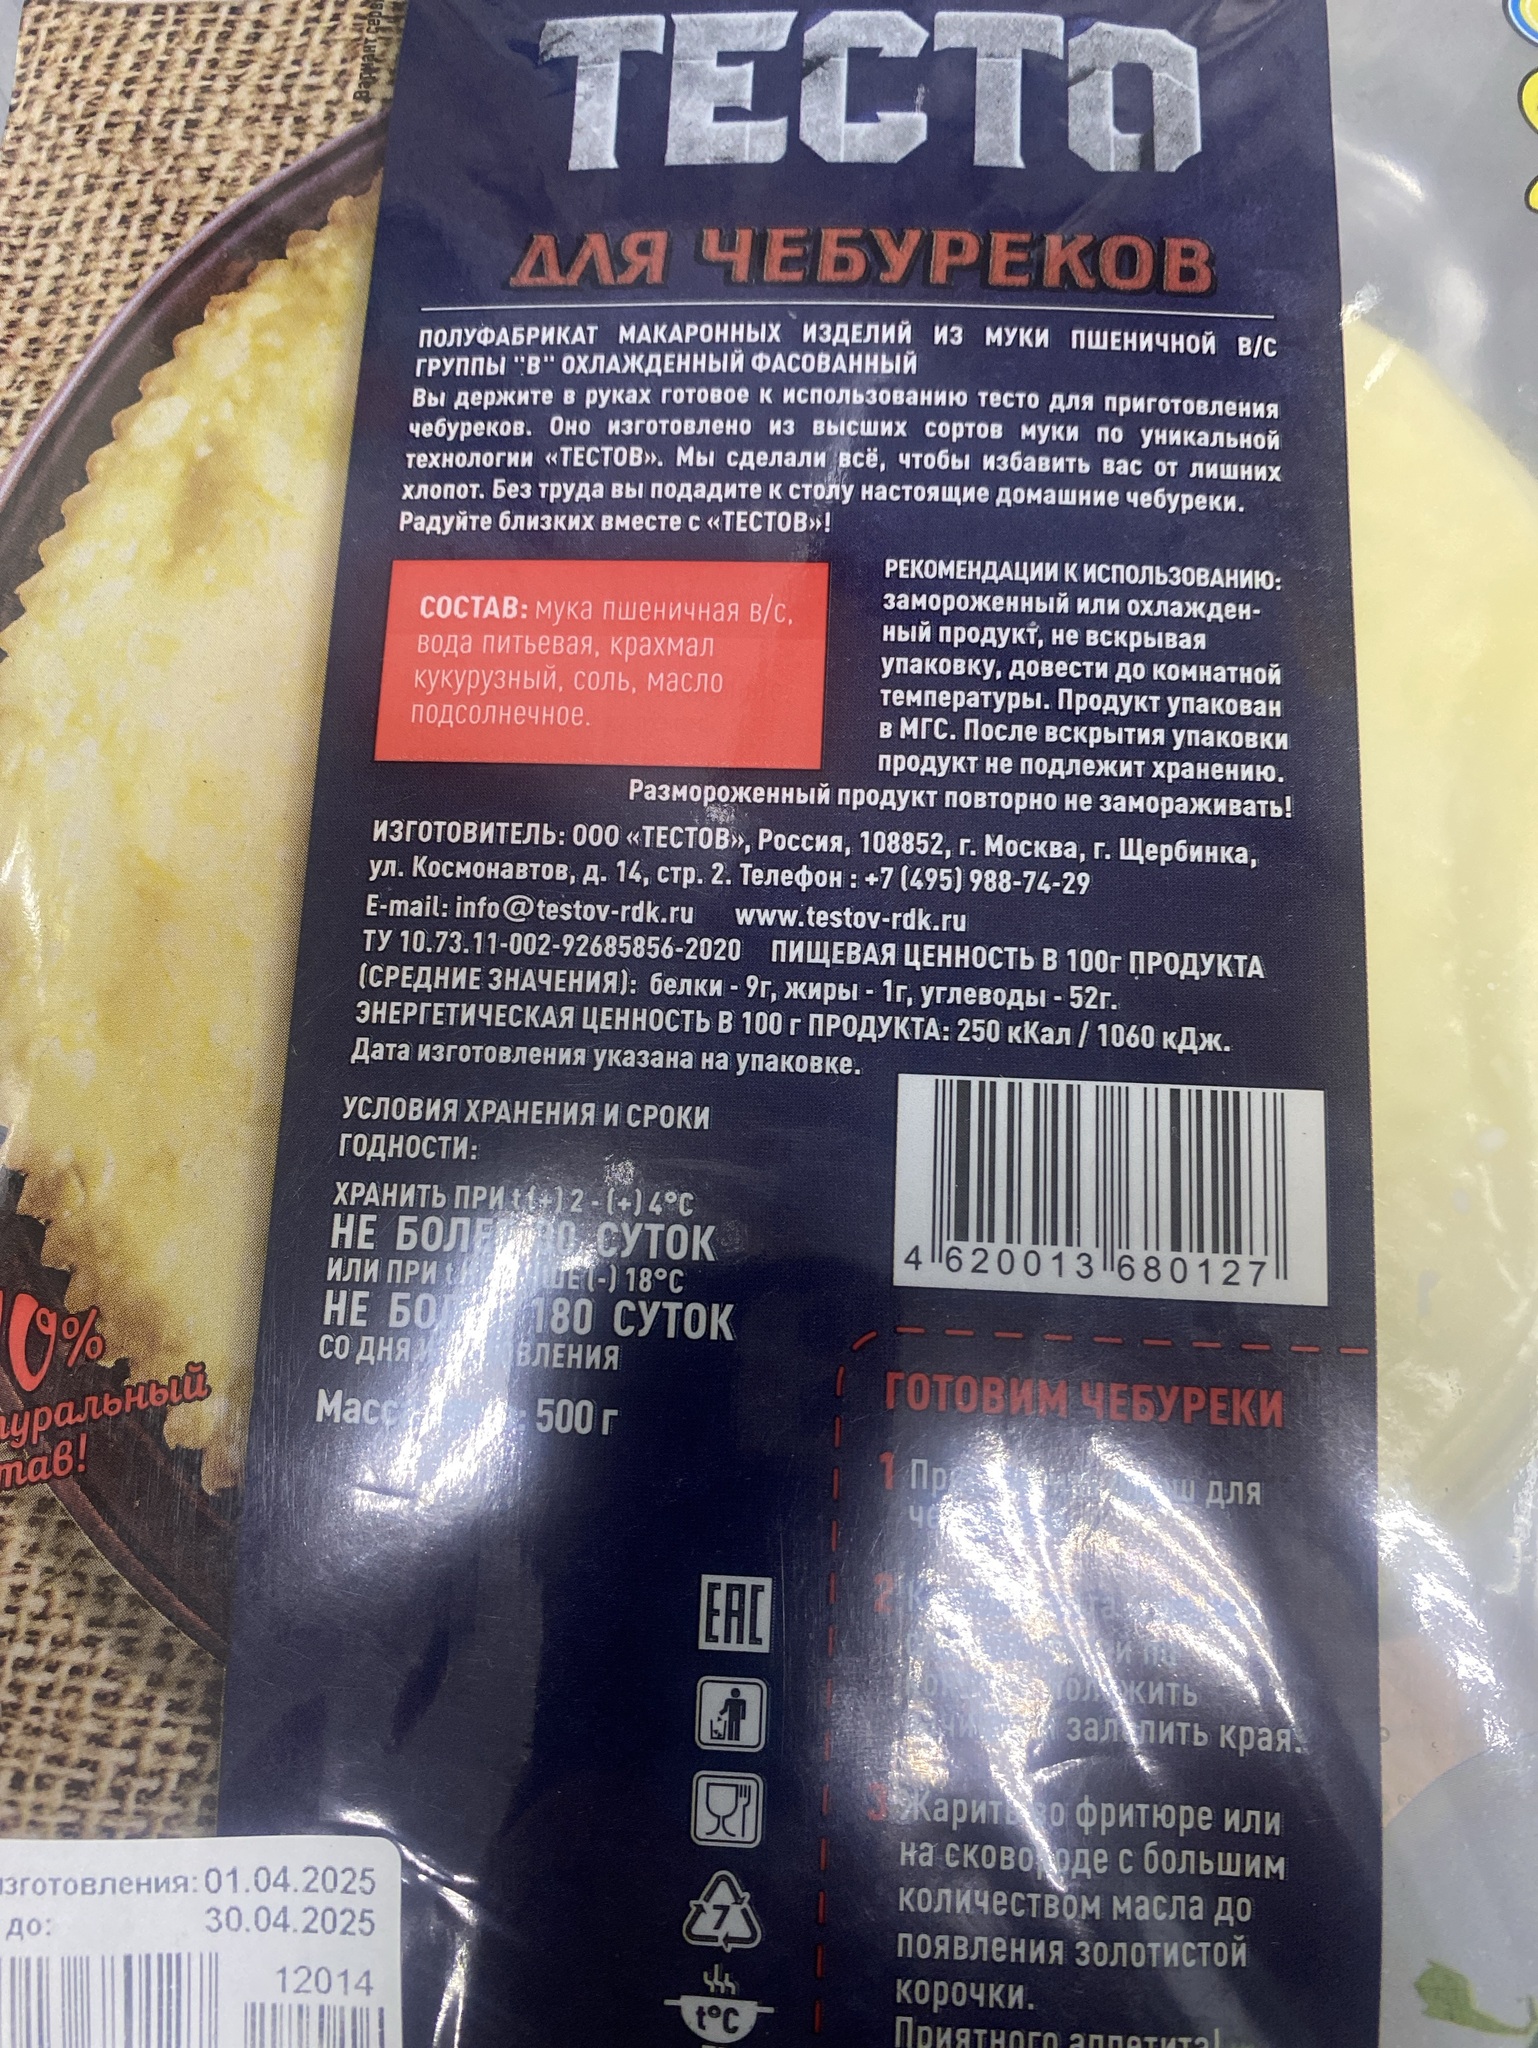 ТЕСТО
ДЛЯ ЧЕБУРЕКОВ
ПОЛУФАБРИКАТ МАКАРОННЫХ ИЗДЕЛИЙ ИЗ МУКИ ПШЕНИЧНОЙ В/С
ГРУППЫ "В" ОХЛАЖДЕННЫЙ ФАСОВАННЫЙ
Вы держите в руках готовое к использованию тесто для приготовления
чебуреков. Оно изготовлено из высших сортов муки по уникальной
технологии «ТЕСТОВ». Мы сделали всё, чтобы избавить вас от лишних
хлопот. Без труда вы подадите к столу настоящие домашние чебуреки.
Радуйте близких вместе с «ТЕСТОВ»!
СОСТАВ: мука пшеничная в/с,
вода питьевая, крахмал
кукурузный, соль, масло
подсолнечное.
РЕКОМЕНДАЦИИ К ИСПОЛЬЗОВАНИЮ:
замороженный или охлажден-
ный продукт, не вскрывая
упаковку, довести до комнатной
температуры. Продукт упакован
в МГС. После вскрытия упаковки
продукт не подлежит хранению.
Размороженный продукт повторно не замораживать!
ИЗГОТОВИТЕЛЬ: ООО «ТЕСТОВ», Россия, 108852, г. Москва, г. Щербинка,
ул. Космонавтов, д. 14, стр. 2. Телефон : +7 (495) 988-74-29
E-mail: info@testov-rdk.ru www.testov-rdk.ru
ТУ 10.73.11-002-92685856-2020 ПИЩЕВАЯ ЦЕННОСТЬ В 100г ПРОДУКТА
(СРЕДНИЕ ЗНАЧЕНИЯ): белки - 9г, жиры - 1г, углеводы - 52г.
ЭНЕРГЕТИЧЕСКАЯ ЦЕННОСТЬ В 100 г ПРОДУКТА: 250 кКал / 1060 кДж.
Дата изготовления указана на упаковке.
УСЛОВИЯ ХРАНЕНИЯ И СРОКИ
ГОДНОСТИ:
ХРАНИТЬ ПРИ t (+) 2 - (+) 4°С
НЕ БОЛЕЕ СУТОК
ИЛИ ПРИ t (-) 18°С
НЕ БОЛЕЕ 180 СУТОК
СО ДНЯ ИЗГОТОВЛЕНИЯ
Масса 500 г
4 620013 680127
ГОТОВИМ ЧЕБУРЕКИ
1 для
2
залепить края.
3 Жарить во фритюре или
на сковороде с большим
количеством масла до
появления золотистой
корочки.
Приятного аппетита!
EAC
7
t°C
изготовления: 01.04.2025
до: 30.04.2025
12014